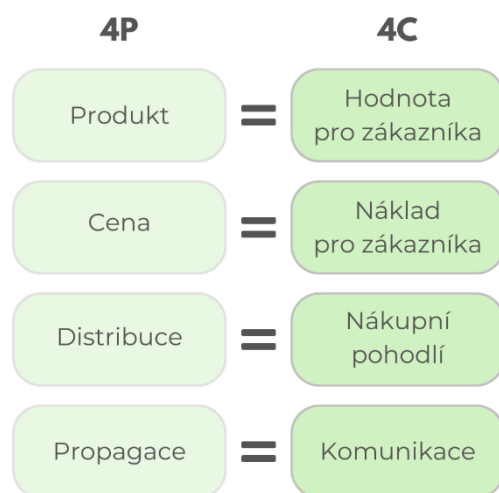 4P 4C
Produkt = Hodnota
pro zákazníka
Cena = Náklad
pro zákazníka
Distribuce = Nákupní
pohodlí
Propagace = Komunikace